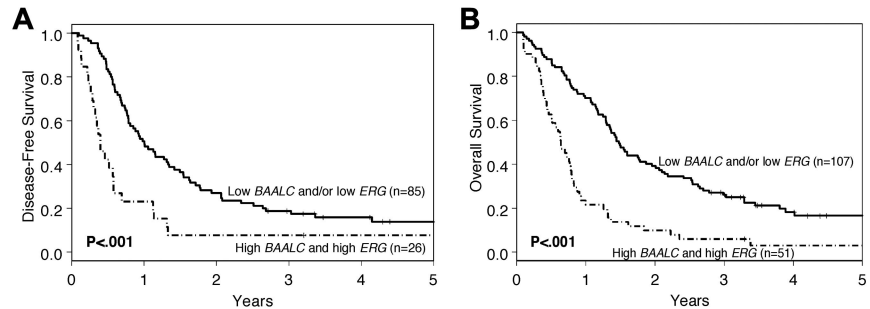 A
Disease-Free Survival
1.0
0.8
0.6
0.4
0.2
0.0
Low BAALC and/or low ERG (n=85)
High BAALC and high ERG (n=26)
P<.001
0 1 2 3 4 5
Years
B
Overall Survival
1.0
0.8
0.6
0.4
0.2
0.0
Low BAALC and/or low ERG (n=107)
High BAALC and high ERG (n=51)
P<.001
0 1 2 3 4 5
Years